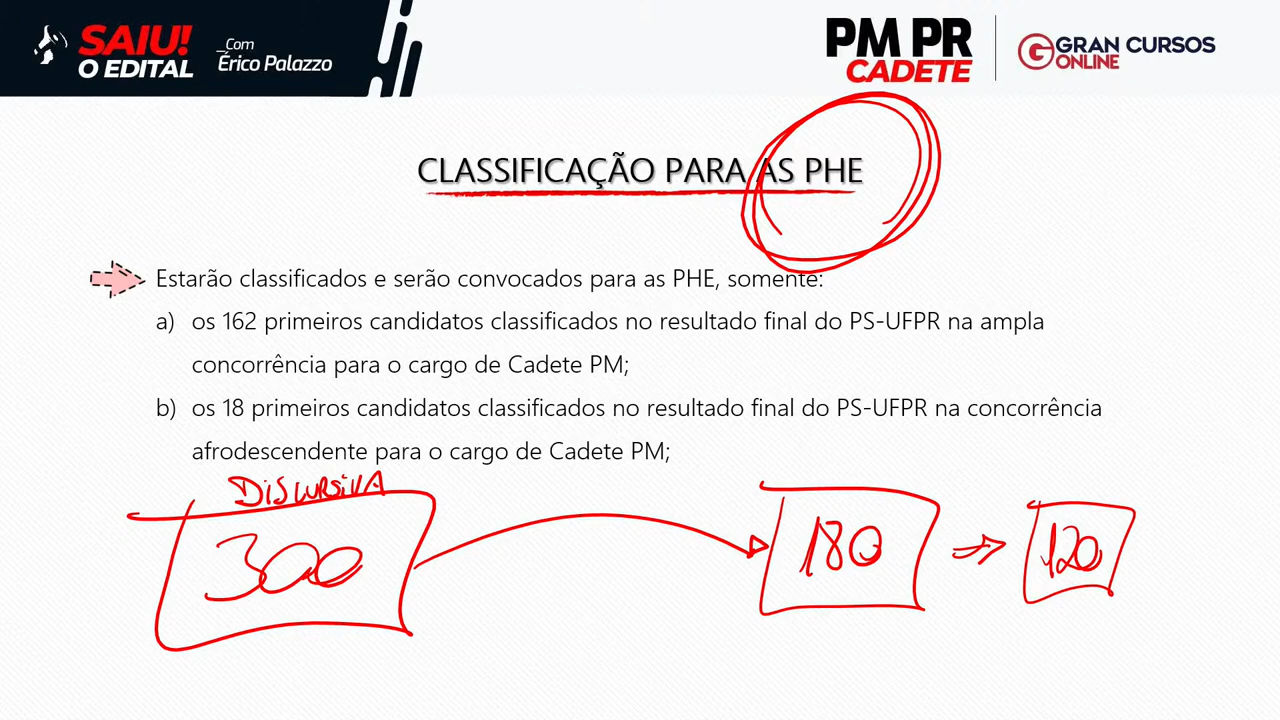 SAIU!
O EDITAL
_Com
Érico Palazzo
PM PR
CADETE
GRAN CURSOS
ONLINE
CLASSIFICAÇÃO PARA AS PHE
Estarão classificados e serão convocados para as PHE, somente:
a) os 162 primeiros candidatos classificados no resultado final do PS-UFPR na ampla
concorrência para o cargo de Cadete PM;
b) os 18 primeiros candidatos classificados no resultado final do PS-UFPR na concorrência
afrodescendente para o cargo de Cadete PM;
DISCURSIVA
300
180
120